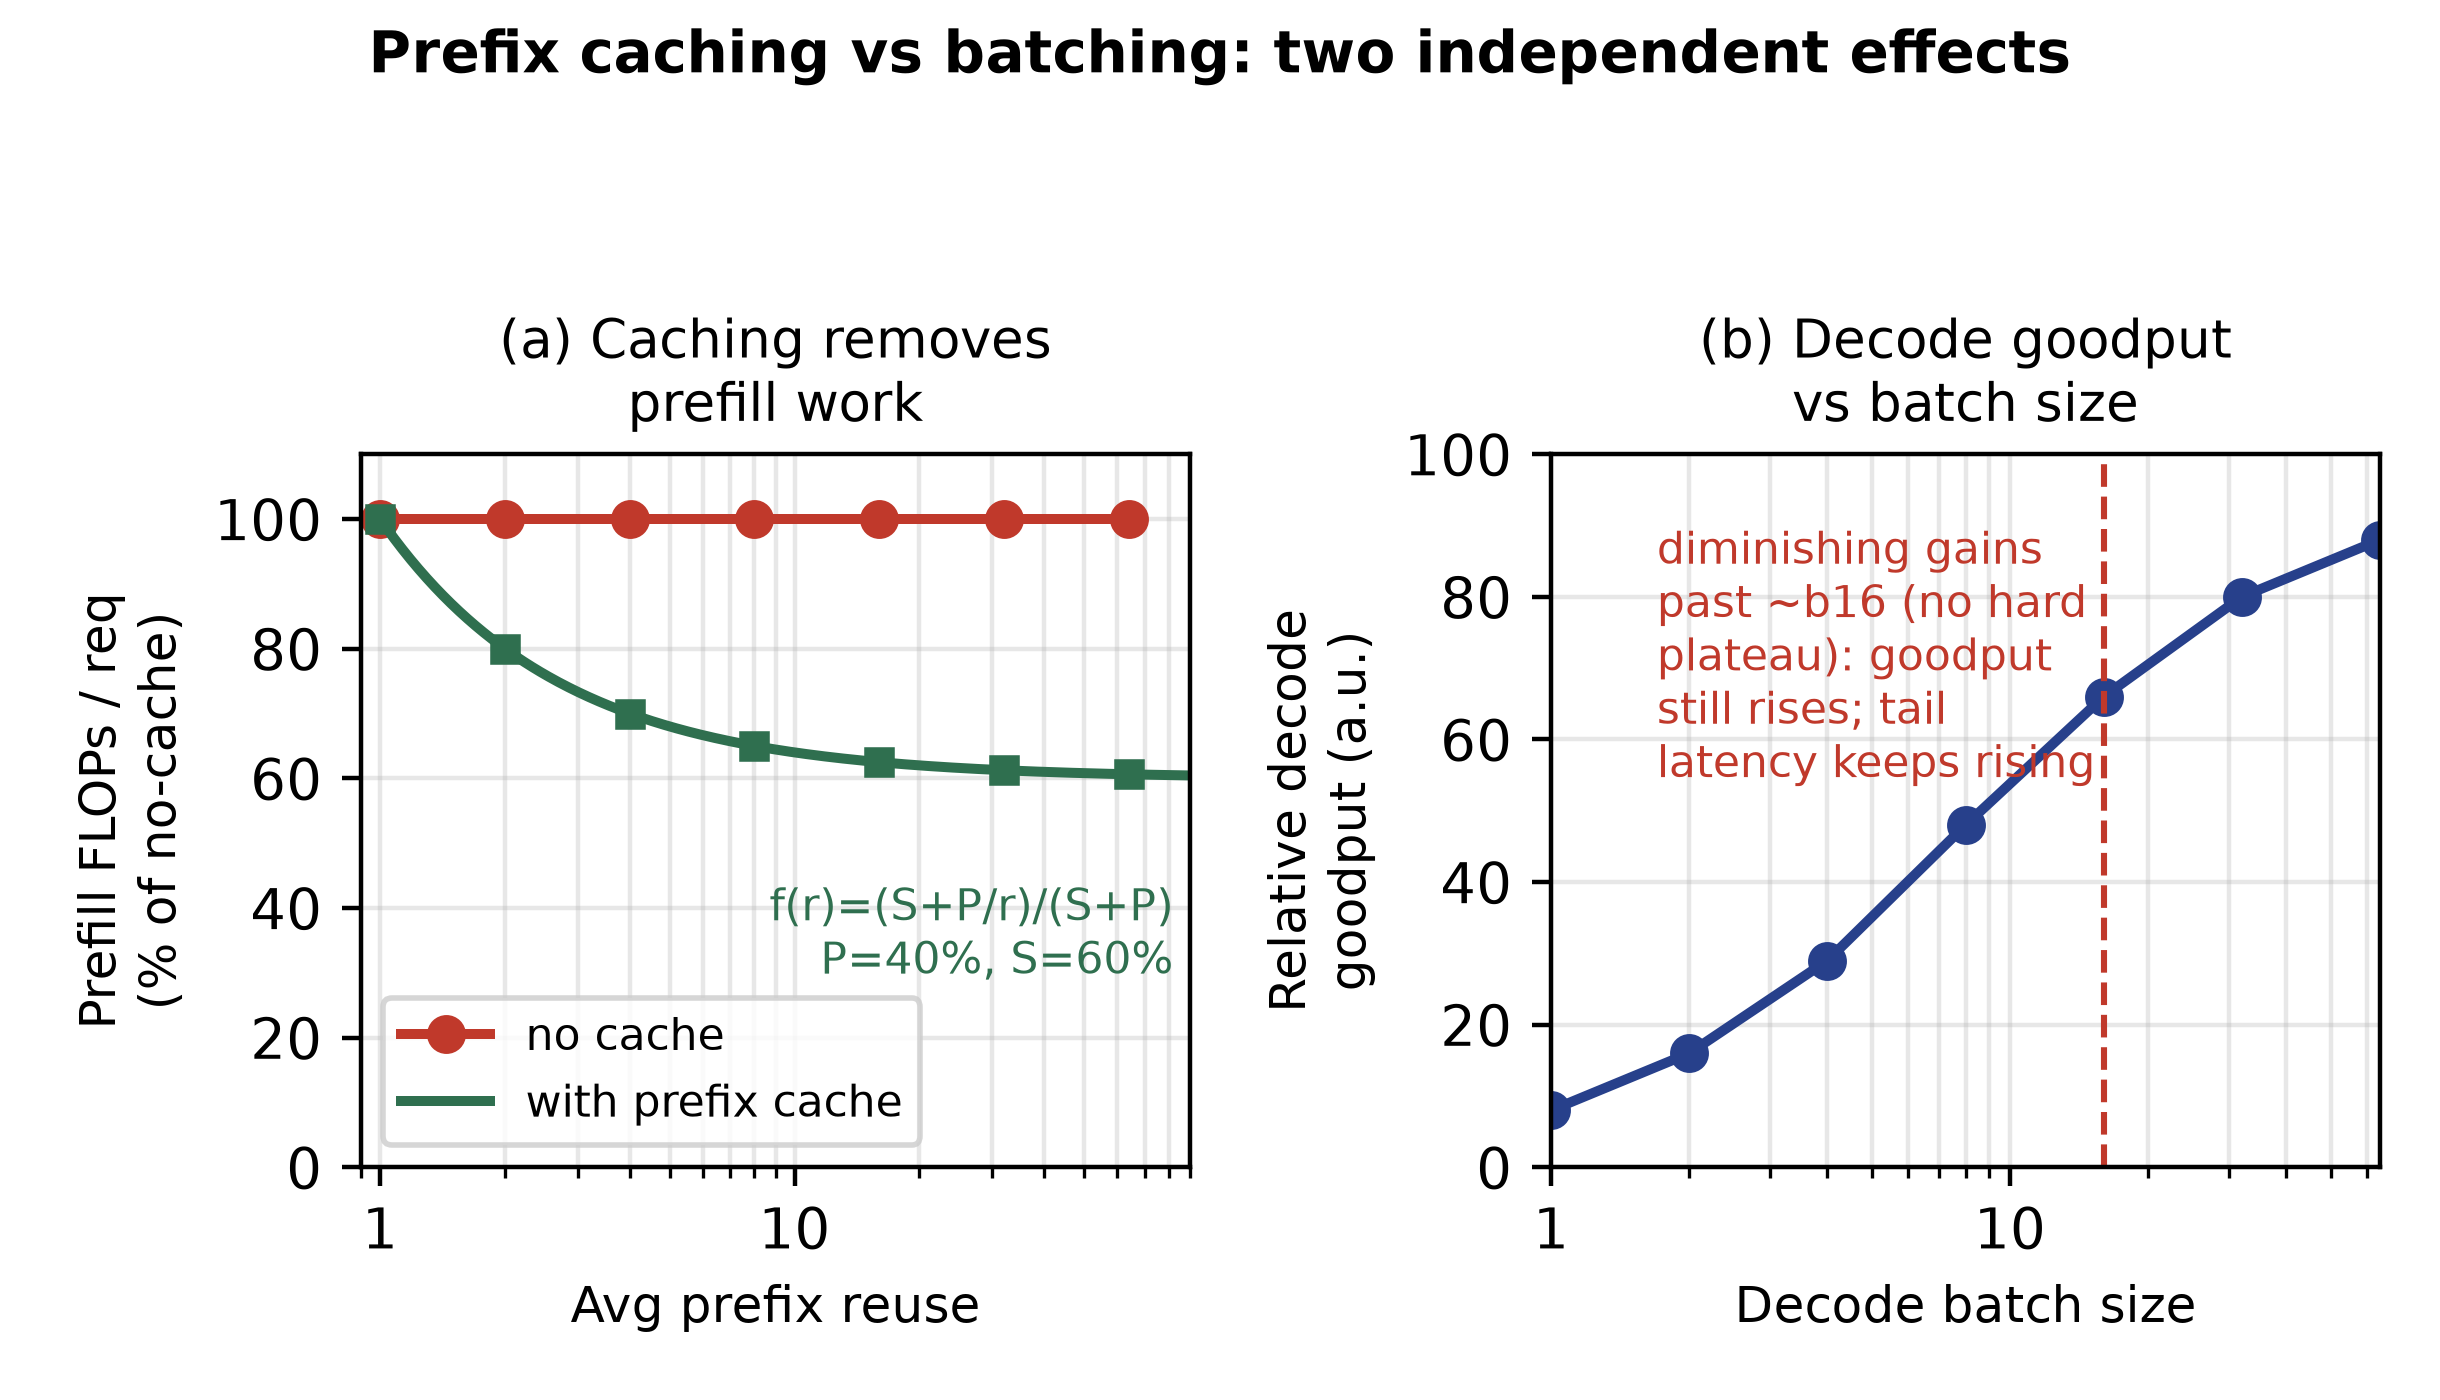 Prefix caching vs batching: two independent effects
(a) Caching removes
prefill work
Prefill FLOPs / req
(% of no-cache)
100
80
60
40
20
0
f(r)=(S+P/r)/(S+P)
P=40%, S=60%
no cache
with prefix cache
1
10
Avg prefix reuse
(b) Decode goodput
vs batch size
Relative decode
goodput (a.u.)
100
80
60
40
20
0
diminishing gains
past ~b16 (no hard
plateau): goodput
still rises; tail
latency keeps rising
1
10
Decode batch size